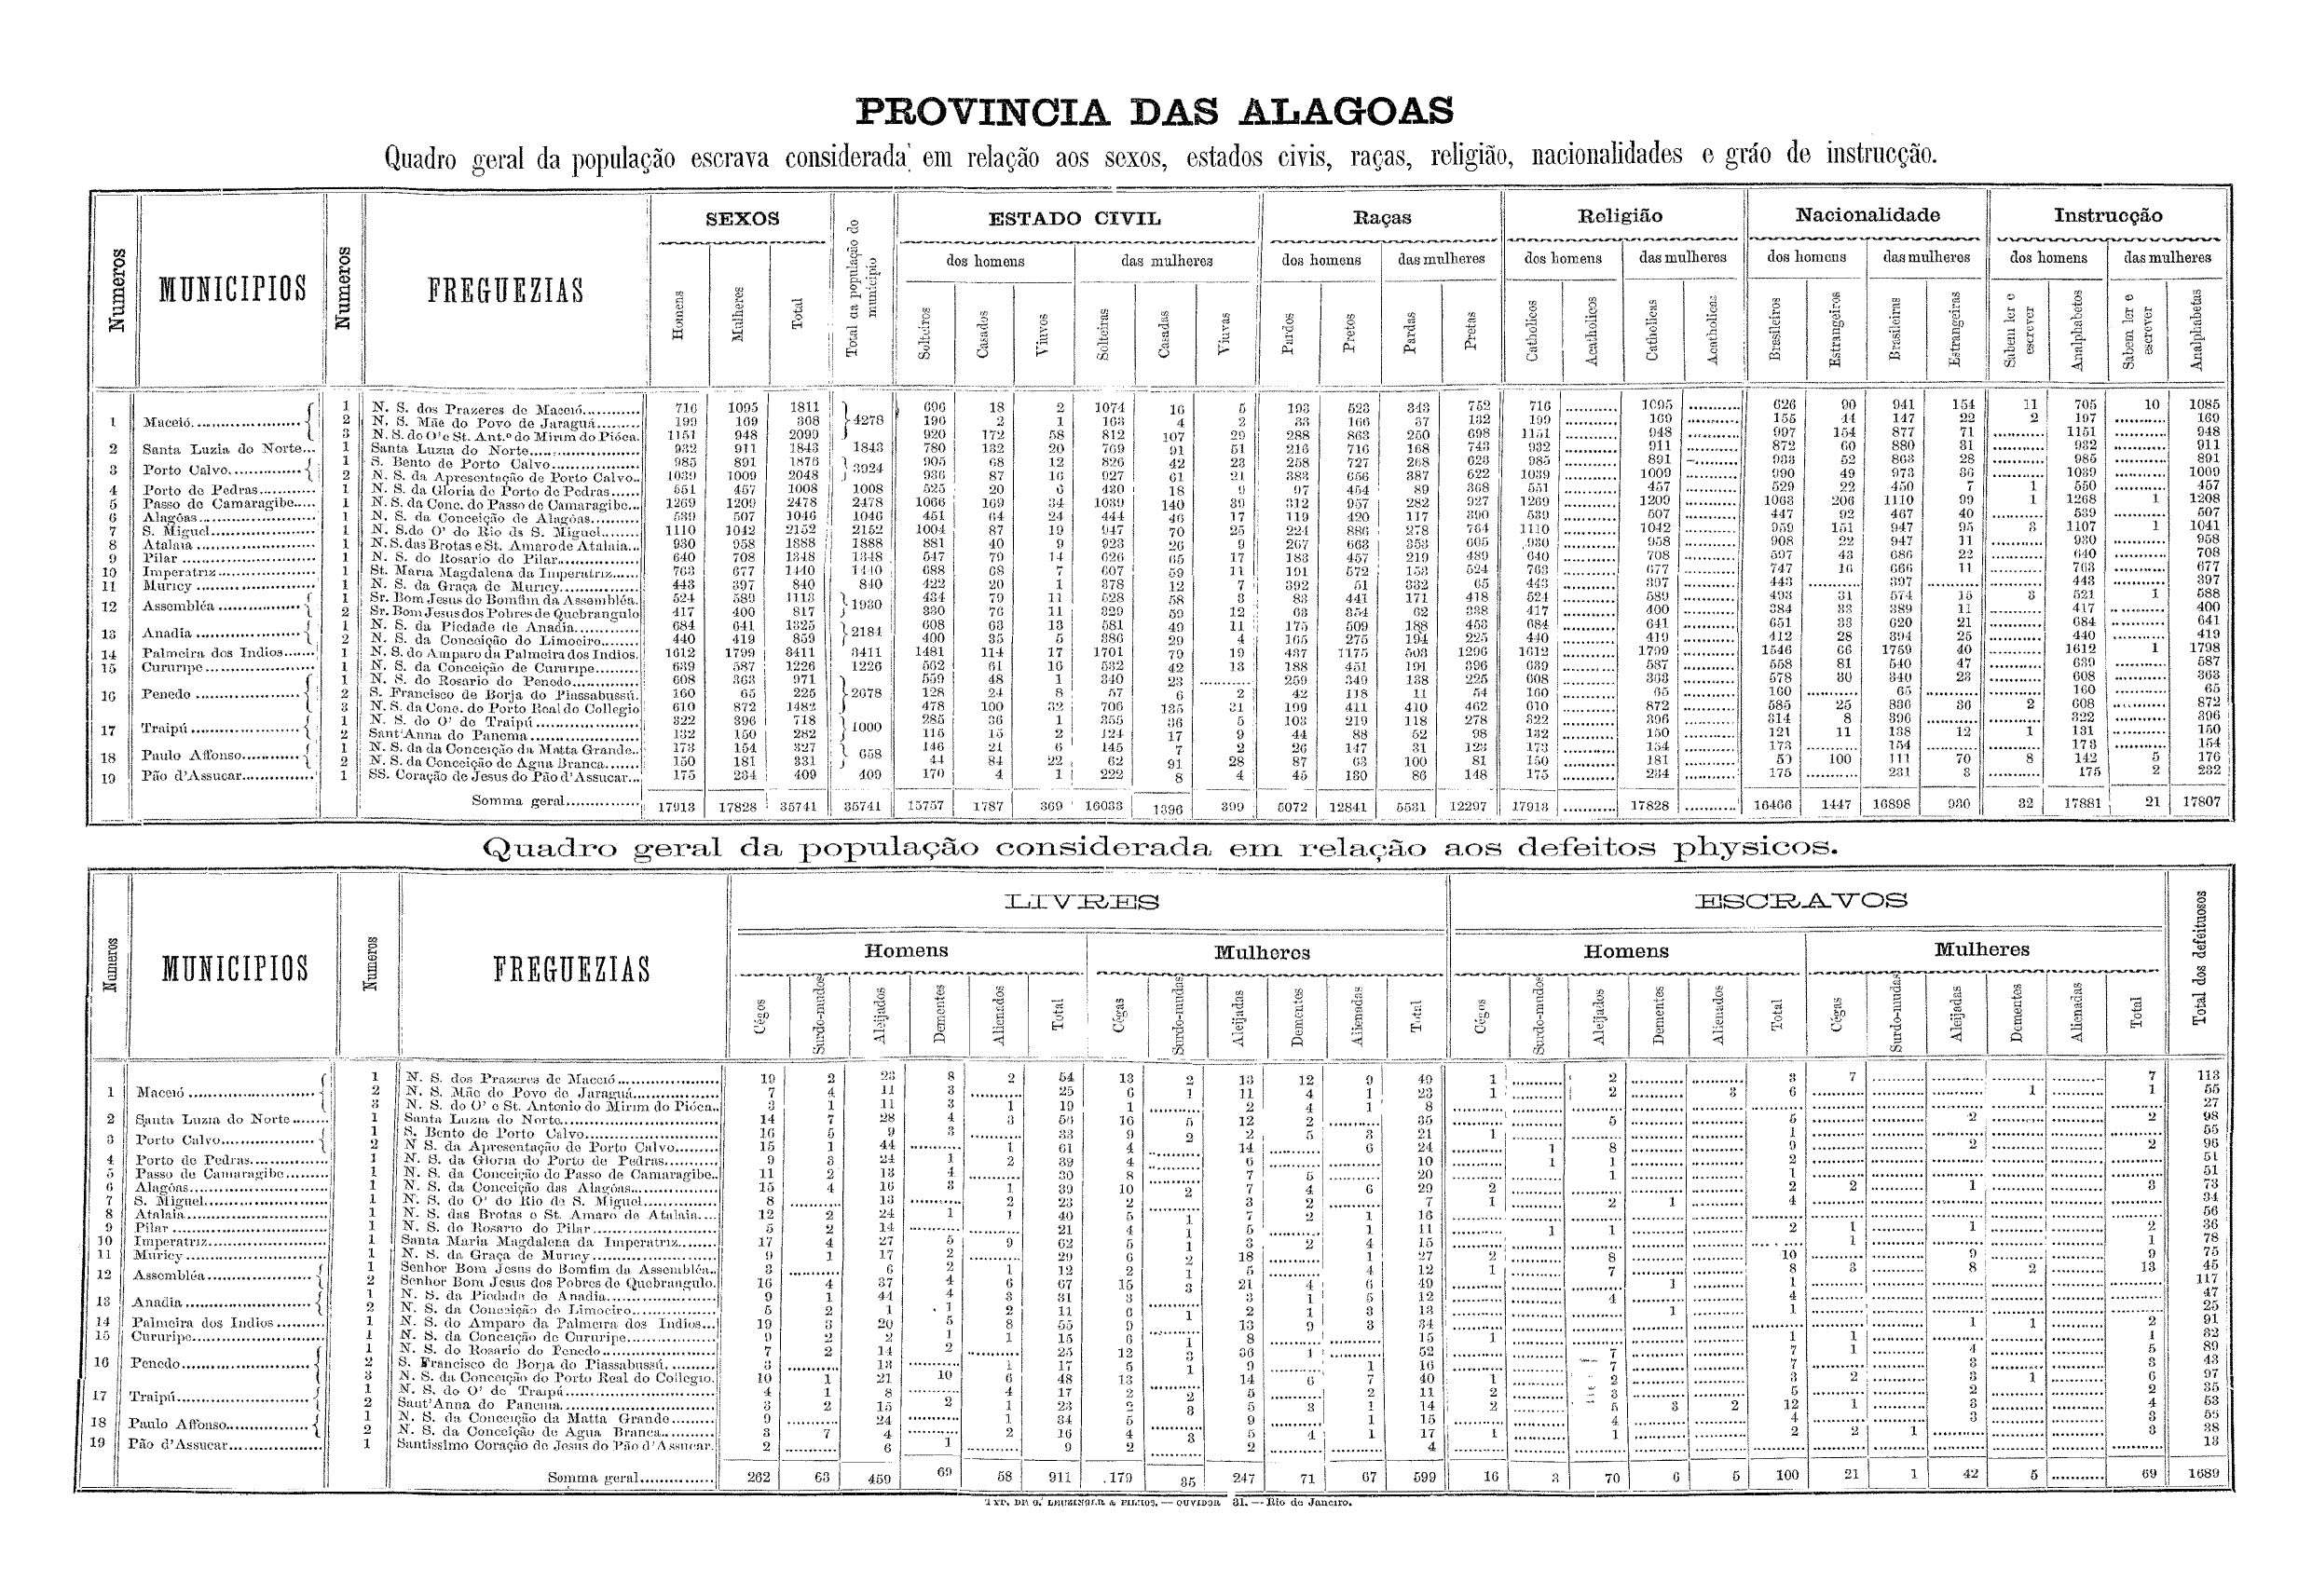 PROVINCIA DAS ALAGOAS
Quadro geral da população escrava considerada em relação aos sexos, estados civis, raças, religião, nacionalidades e gráo de instrucção.
Numeros MUNICIPIOS Numeros FREGUEZIAS SEXOS Total da população do municipio ESTADO CIVIL Raças Religião Nacionalidade Instrucção
dos homens das mulheres dos homens das mulheres dos homens das mulheres dos homens das mulheres dos homens das mulheres
Homens Mulheres Total Solteiros Casados Viuvos Solteiras Casadas Viuvas Pardos Pretos Pardas Pretas Catholicos Acatholicos Catholicas Acatholicas Brasileiros Estrangeiros Brasileiras Estrangeiras Sabem ler e escrever Analphabetos Sabem ler e escrever Analphabetas
1 Maceió 1 N. S. dos Prazeres de Maceió 716 1095 1811 4278 696 18 2 1074 16 5 193 523 343 752 716 1095 626 90 941 154 11 705 10 1085
2 N. S. Mãe do Povo de Jaraguá 199 169 368 196 2 1 163 4 2 33 166 37 132 199 169 155 44 147 22 2 197 169
3 N. S. do O' e St. Ant.º do Mirim do Pióca. 1151 948 2099 920 172 58 812 107 29 288 863 250 698 1151 948 997 154 877 71 1151 948
2 Santa Luzia do Norte 1 Santa Luzia do Norte 932 911 1843 1843 780 132 20 769 91 51 216 716 168 743 932 911 872 60 880 31 932 911
3 Porto Calvo 1 S. Bento de Porto Calvo 985 891 1876 3924 905 68 12 826 42 23 258 727 268 623 985 891 933 52 863 28 985 891
2 N. S. da Apresentação de Porto Calvo 1039 1009 2048 936 87 16 927 61 21 383 656 387 622 1039 1009 990 49 973 36 1039 1009
4 Porto de Pedras 1 N. S. da Gloria de Porto de Pedras 551 457 1008 1008 525 20 6 430 18 9 97 454 89 368 551 457 529 22 450 7 1 550 457
5 Passo de Camaragibe 1 N. S. da Conc. do Passo de Camaragibe 1269 1209 2478 2478 1066 169 34 1039 140 39 312 957 282 927 1269 1209 1063 206 1110 99 1 1268 1 1208
6 Alagôas 1 N. S. da Conceição de Alagôas 539 507 1046 1046 451 64 24 444 46 17 119 420 117 390 539 507 447 92 467 40 539 507
7 S. Miguel 1 N. S. do O' do Rio ds S. Miguel 1110 1042 2152 2152 1004 87 19 947 70 25 224 886 278 764 1110 1042 959 151 947 95 3 1107 1 1041
8 Atalaia 1 N. S. das Brotas e St. Amaro de Atalaia 930 958 1888 1888 881 40 9 923 26 9 267 663 353 605 930 958 908 22 947 11 930 958
9 Pilar 1 N. S. do Rosario do Pilar 640 708 1348 1348 547 79 14 626 65 17 183 457 219 489 640 708 597 43 686 22 640 708
10 Imperatriz 1 St. Maria Magdalena da Imperatriz 763 677 1440 1440 688 68 7 607 59 11 191 572 153 524 763 677 747 16 666 11 763 677
11 Muricy 1 N. S. da Graça de Muricy 443 397 840 840 422 20 1 378 12 7 392 51 332 65 443 397 443 397 443 397
12 Assembléa 1 Sr. Bom Jesus do Bomfim da Assembléa. 524 589 1113 1930 434 79 11 528 58 3 83 441 171 418 524 589 493 31 574 15 3 521 1 588
2 Sr. Bom Jesus dos Pobres de Quebrangulo 417 400 817 330 76 11 329 59 12 63 354 62 338 417 400 384 33 389 11 417 400
13 Anadia 1 N. S. da Piedade de Anadia 684 641 1325 2184 608 63 13 581 49 11 175 509 188 453 684 641 651 33 620 21 684 641
2 N. S. da Conceição do Limoeiro 440 419 859 400 35 5 386 29 4 165 275 194 225 440 419 412 28 394 25 440 419
14 Palmeira dos Indios 1 N. S. do Amparo da Palmeira dos Indios. 1612 1799 3411 3411 1481 114 17 1701 79 19 437 1175 503 1296 1612 1799 1546 66 1759 40 1612 1 1798
15 Cururipe 1 N. S. da Conceição de Cururipe 639 587 1226 1226 562 61 16 532 42 13 188 451 191 396 639 587 558 81 540 47 639 587
16 Penedo 1 N. S. do Rosario do Penedo 608 363 971 2678 559 48 1 340 23 259 349 138 225 608 363 578 30 340 23 608 363
2 S. Francisco de Borja do Piassabussú. 160 65 225 128 24 8 57 6 2 42 118 11 54 160 65 160 65 160 65
3 N. S. da Conc. do Porto Real do Collegio 610 872 1482 478 100 32 706 135 31 199 411 410 462 610 872 585 25 836 36 2 608 872
17 Traipú 1 N. S. do O' de Traipú 322 396 718 1000 285 36 1 355 36 5 103 219 118 278 322 396 314 8 396 322 396
2 Sant'Anna do Panema 132 150 282 115 15 2 124 17 9 44 88 52 98 132 150 121 11 138 12 1 131 150
18 Paulo Affonso 1 N. S. da da Conceição da Matta Grande 173 154 327 658 146 21 6 145 7 2 26 147 31 123 173 154 173 154 173 154
2 N. S. da Conceição de Agua Branca 150 181 331 44 84 22 62 91 28 87 63 100 81 150 181 50 100 111 70 8 142 5 176
19 Pão d'Assucar 1 SS. Coração de Jesus do Pão d'Assucar 175 234 409 409 170 4 1 222 8 4 45 130 86 148 175 234 175 231 3 175 2 232
Somma geral 17913 17828 35741 35741 15757 1787 369 16033 1396 399 5072 12841 5531 12297 17913 17828 16466 1447 16898 930 32 17881 21 17807
Quadro geral da população considerada em relação aos defeitos physicos.
Numeros MUNICIPIOS Numeros FREGUEZIAS LIVRES ESCRAVOS Total dos defeituosos
Homens Mulheres Homens Mulheres
Cégos Surdo-mudos Aleijados Dementes Alienados Total Cégas Surdo-mudas Aleijadas Dementes Alienadas Total Cégos Surdo-mudos Aleijados Dementes Alienados Total Cégas Surdo-mudas Aleijadas Dementes Alienadas Total
1 Maceió 1 N. S. dos Prazeres de Maceió 19 2 23 8 2 54 13 2 13 12 9 49 1 2 3 7 7 113
2 N. S. Mãe do Povo de Jaraguá 7 4 11 3 25 6 1 11 4 1 23 1 2 3 6 1 1 55
3 N. S. do O' e St. Antonio do Mirim do Pióca 3 1 11 3 1 19 1 2 4 1 8 27
2 Santa Luzia do Norte 1 Santa Luzia do Norte 14 7 28 4 3 56 16 5 12 2 35 5 5 2 2 98
3 Porto Calvo 1 S. Bento de Porto Calvo 16 5 9 3 33 9 2 2 5 3 21 1 1 55
2 N S. da Apresentação de Porto Calvo 15 1 44 1 61 4 14 6 24 1 8 9 2 2 96
4 Porto de Pedras 1 N. S. da Gloria do Porto de Pedras 9 3 24 1 2 39 4 6 10 1 1 2 51
5 Passo de Camaragibe 1 N. S. da Conceição do Passo de Camaragibe 11 2 13 4 30 8 7 5 20 1 1 51
6 Alagôas 1 N. S. da Conceição das Alagôas 15 4 16 3 1 39 10 2 7 4 6 29 2 2 2 1 3 73
7 S. Miguel 1 N. S. do O' do Rio de S. Miguel 8 13 2 23 2 3 2 7 1 2 1 4 34
8 Atalaia 1 N. S. das Brotas e St. Amaro de Atalaia 12 2 24 1 1 40 5 1 7 2 1 16 56
9 Pilar 1 N. S. do Rosario do Pilar 5 2 14 21 4 1 5 1 11 1 1 2 1 1 2 36
10 Imperatriz 1 Santa Maria Magdalena da Imperatriz 17 4 27 5 9 62 5 1 3 2 4 15 1 1 78
11 Muricy 1 N. S. da Graça de Muricy 9 1 17 2 29 6 2 18 1 27 2 8 10 9 9 75
12 Assembléa 1 Senhor Bom Jesus do Bomfim da Assembléa 3 6 2 1 12 2 1 5 4 12 1 7 8 3 8 2 13 45
2 Senhor Bom Jesus dos Pobres de Quebrangulo. 16 4 37 4 6 67 15 3 21 4 6 49 1 1 117
13 Anadia 1 N. S. da Piedade de Anadia 9 1 14 4 3 31 3 3 1 5 12 4 4 47
2 N. S. da Conceição do Limoeiro 5 2 1 1 2 11 6 1 2 1 3 13 1 1 25
14 Palmeira dos Indios 1 N. S. do Amparo da Palmeira dos Indios 19 3 20 5 8 55 9 13 9 3 34 1 1 2 91
15 Cururipe 1 N. S. da Conceição de Cururipe 9 2 2 1 1 15 6 1 8 15 1 1 1 1 32
16 Penedo 1 N. S. do Rosario do Penedo 7 2 14 2 25 12 3 36 1 52 7 7 1 4 5 89
2 S. Francisco de Borja do Piassabussú 3 13 1 17 5 1 9 1 16 7 7 3 3 43
3 N. S. da Conceição do Porto Real do Collegio. 10 1 21 10 6 48 13 14 6 7 40 1 2 3 2 3 1 6 97
17 Traipú 1 N. S. do O' de Traipú 4 1 8 4 17 2 2 5 2 11 2 3 5 2 2 35
2 Sant'Anna do Panema 3 2 15 2 1 23 2 3 5 3 1 14 2 5 3 2 12 1 3 4 53
18 Paulo Affonso 1 N. S. da Conceição da Matta Grande 9 24 1 34 5 9 1 15 4 4 3 3 55
2 N. S. da Conceição de Agua Branca 3 7 4 2 16 4 3 5 4 1 17 1 1 2 2 1 3 38
19 Pão d'Assucar 1 Santissimo Coração de Jesus do Pão d'Assucar. 2 6 1 9 2 2 4 13
Somma geral 262 63 459 69 58 911 179 35 247 71 67 599 16 3 70 6 5 100 21 1 42 5 69 1689
TYP. DE G. LEUZINGER & FILHOS. — OUVIDOR 31. — Rio de Janeiro.